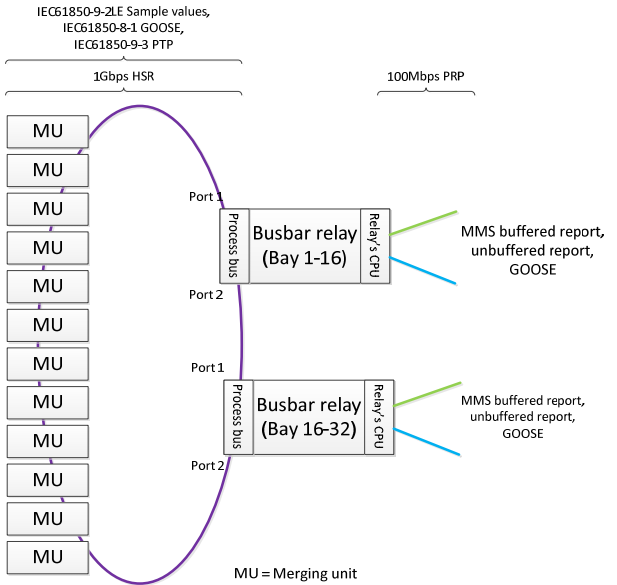 IEC61850-9-2LE Sample values,
IEC61850-8-1 GOOSE,
IEC61850-9-3 PTP
1Gbps HSR
100Mbps PRP
MU
MU
MU
MU
MU
MU
MU
MU
MU
MU
MU
MU
Port 1
Process bus
Busbar relay
(Bay 1-16)
Relay's CPU
MMS buffered report,
unbuffered report,
GOOSE
Port 2
Port1
Process bus
Busbar relay
(Bay 16-32)
Relay's CPU
MMS buffered report,
unbuffered report,
GOOSE
Port 2
MU = Merging unit